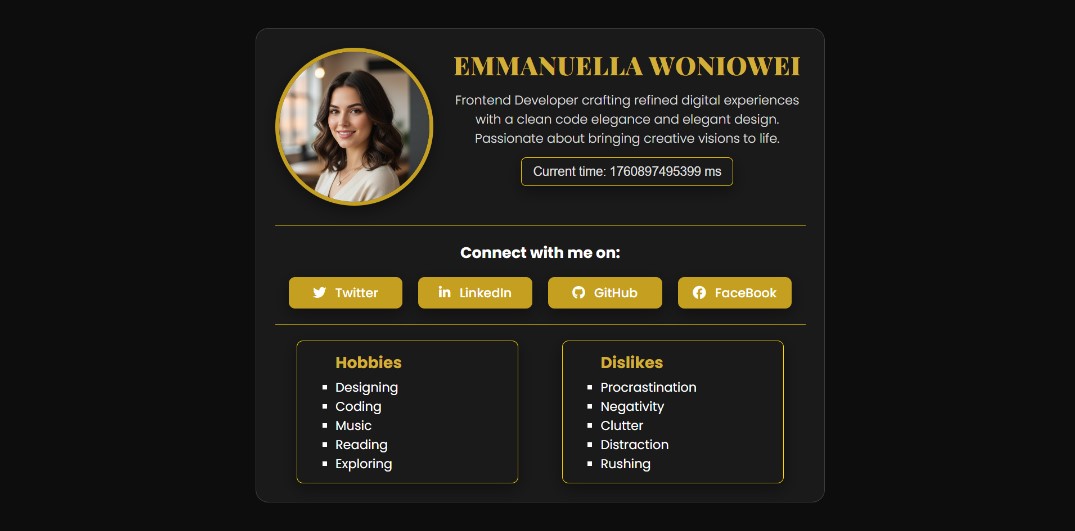 EMMANUELLA WONIOWEI
Frontend Developer crafting refined digital experiences
with a clean code elegance and elegant design.
Passionate about bringing creative visions to life.
Current time: 1760897495399 ms
Connect with me on:
Twitter
LinkedIn
GitHub
FaceBook
Hobbies
Designing
Coding
Music
Reading
Exploring
Dislikes
Procrastination
Negativity
Clutter
Distraction
Rushing